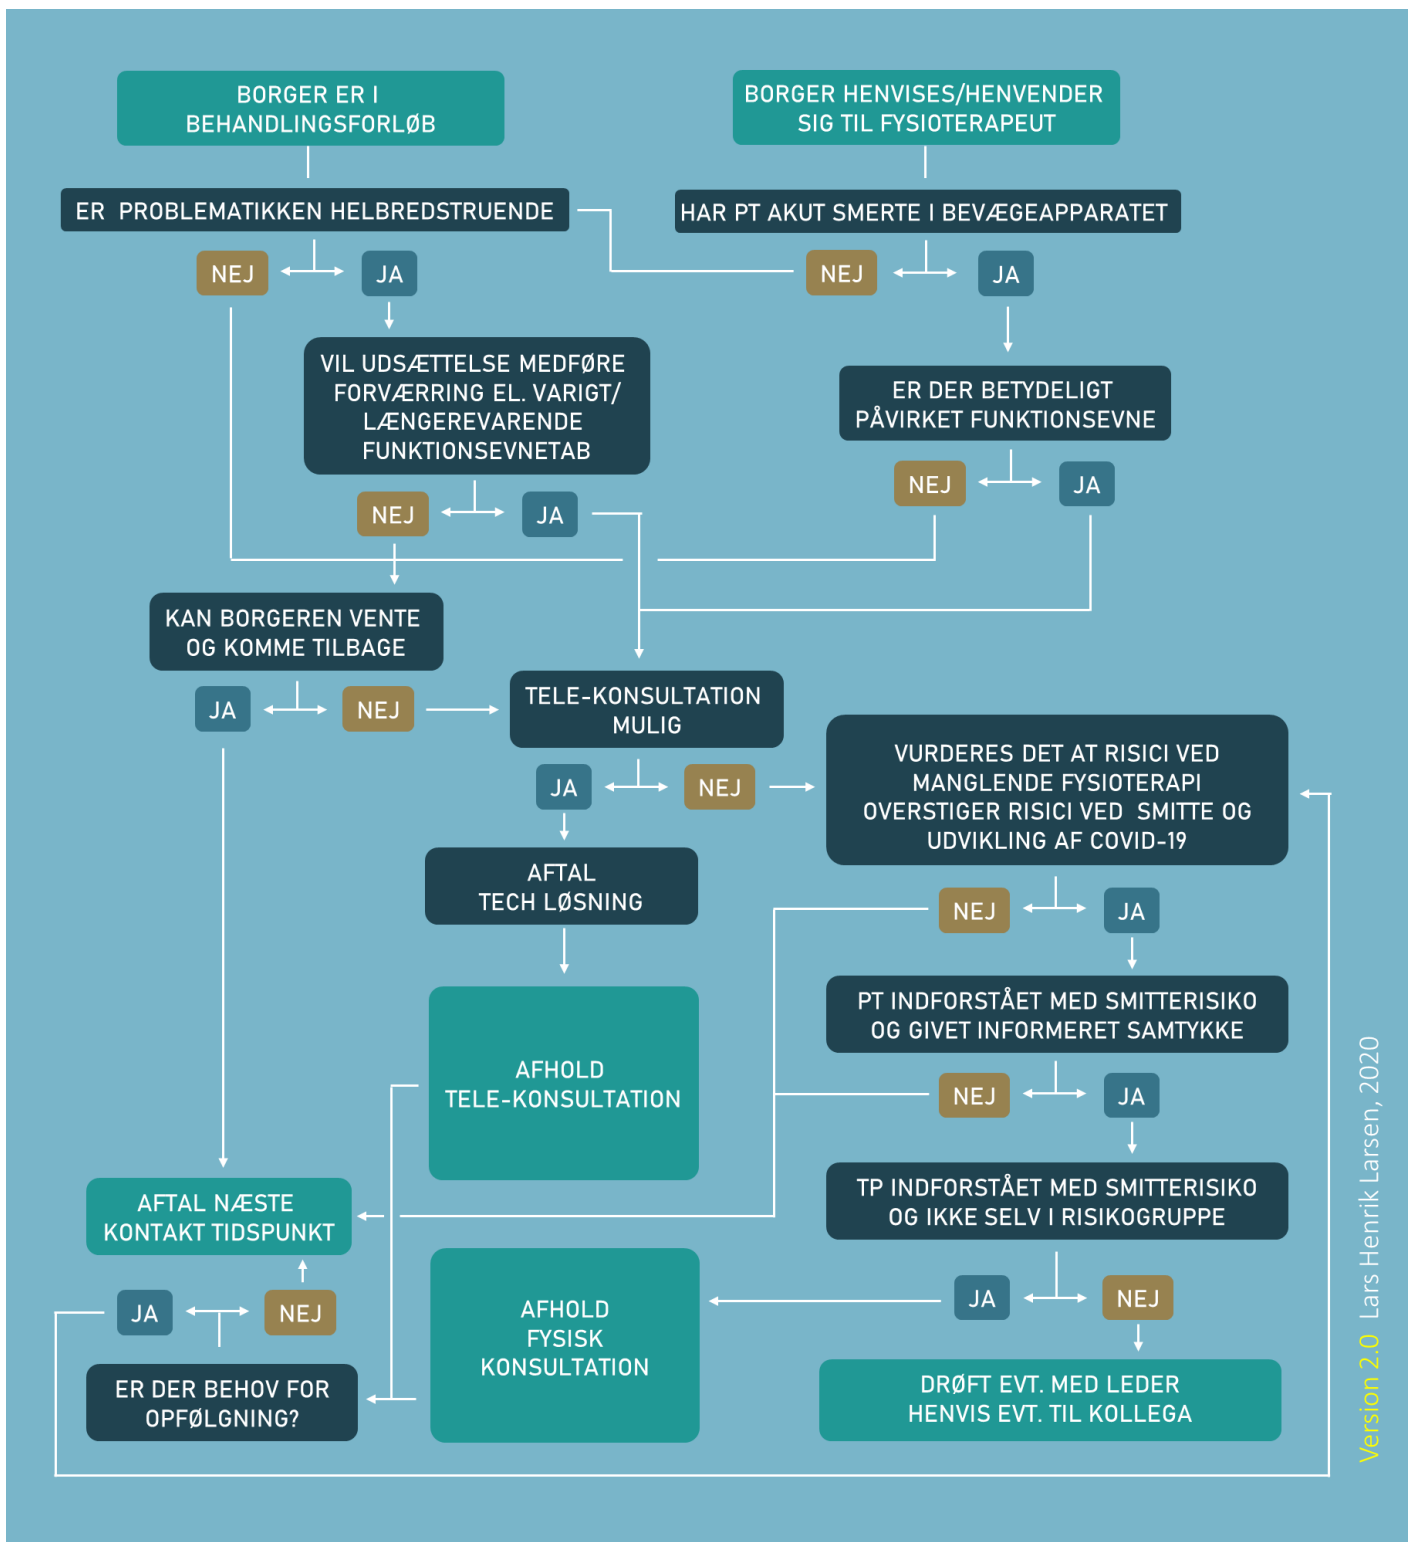 BORGER ER I
BEHANDLINGSFORLØB
BORGER HENVISES/HENVENDER
SIG TIL FYSIOTERAPEUT
ER PROBLEMATIKKEN HELBREDSTRUENDE
HAR PT AKUT SMERTE I BEVÆGEAPPARATET
NEJ
JA
NEJ
JA
VIL UDSÆTTELSE MEDFØRE
FORVÆRRING EL. VARIGT/
LÆNGEREVARENDE
FUNKTIONSEVNETAB
ER DER BETYDELIGT
PÅVIRKET FUNKTIONSEVNE
NEJ
JA
NEJ
JA
KAN BORGEREN VENTE
OG KOMME TILBAGE
JA
NEJ
TELE-KONSULTATION
MULIG
JA
NEJ
VURDERES DET AT RISICI VED
MANGLENDE FYSIOTERAPI
OVERSTIGER RISICI VED SMITTE OG
UDVIKLING AF COVID-19
AFTAL
TECH LØSNING
NEJ
JA
PT INDFORSTÅET MED SMITTERISIKO
OG GIVET INFORMERET SAMTYKKE
AFHOLD
TELE-KONSULTATION
NEJ
JA
TP INDFORSTÅET MED SMITTERISIKO
OG IKKE SELV I RISIKOGRUPPE
AFTAL NÆSTE
KONTAKT TIDSPUNKT
JA
NEJ
AFHOLD
FYSISK
KONSULTATION
JA
NEJ
ER DER BEHOV FOR
OPFØLGNING?
DRØFT EVT. MED LEDER
HENVIS EVT. TIL KOLLEGA
Version 2.0 Lars Henrik Larsen, 2020